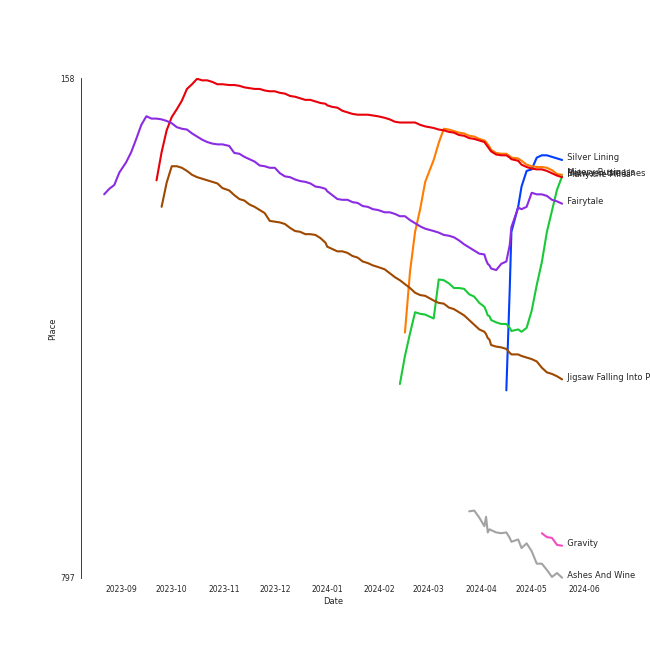 158
Silver Lining
Fairytale
Place
Jigsaw Falling Into P
Gravity
Ashes And Wine
797
2023-09 2023-10 2023-11 2023-12 2024-01 2024-02 2024-03 2024-04 2024-05 2024-06
Date